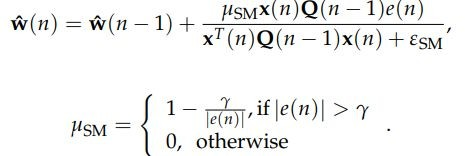 ŵ(n) = ŵ(n − 1) + μ_SM x(n)Q(n − 1)e(n) / x^T(n)Q(n − 1)x(n) + ε_SM ,
μ_SM = { 1 − γ/|e(n)|, if |e(n)| > γ
0, otherwise .